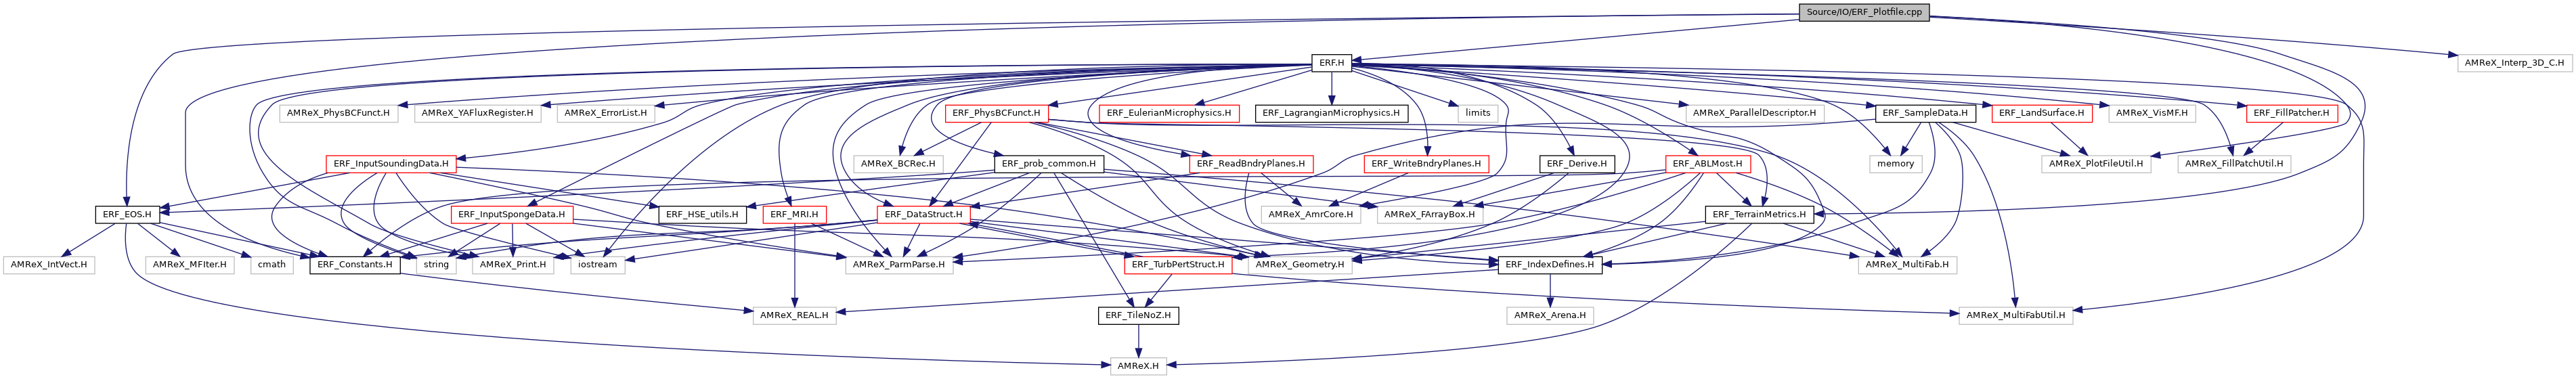 Source/IO/ERF_Plotfile.cpp
ERF.H
AMReX_Interp_3D_C.H
AMReX_PhysBCFunct.H
AMReX_YAFluxRegister.H
AMReX_ErrorList.H
ERF_PhysBCFunct.H
ERF_EulerianMicrophysics.H
ERF_LagrangianMicrophysics.H
limits
AMReX_ParallelDescriptor.H
ERF_SampleData.H
ERF_LandSurface.H
AMReX_VisMF.H
ERF_FillPatcher.H
ERF_InputSoundingData.H
AMReX_BCRec.H
ERF_prob_common.H
ERF_ReadBndryPlanes.H
ERF_WriteBndryPlanes.H
ERF_Derive.H
ERF_ABLMost.H
memory
AMReX_PlotFileUtil.H
AMReX_FillPatchUtil.H
ERF_EOS.H
ERF_InputSpongeData.H
ERF_HSE_utils.H
ERF_MRI.H
ERF_DataStruct.H
AMReX_AmrCore.H
AMReX_FArrayBox.H
ERF_TerrainMetrics.H
AMReX_IntVect.H
AMReX_MFIter.H
cmath
ERF_Constants.H
string
AMReX_Print.H
iostream
AMReX_ParmParse.H
ERF_TurbPertStruct.H
AMReX_Geometry.H
ERF_IndexDefines.H
AMReX_MultiFab.H
AMReX_REAL.H
ERF_TileNoZ.H
AMReX_Arena.H
AMReX_MultiFabUtil.H
AMReX.H